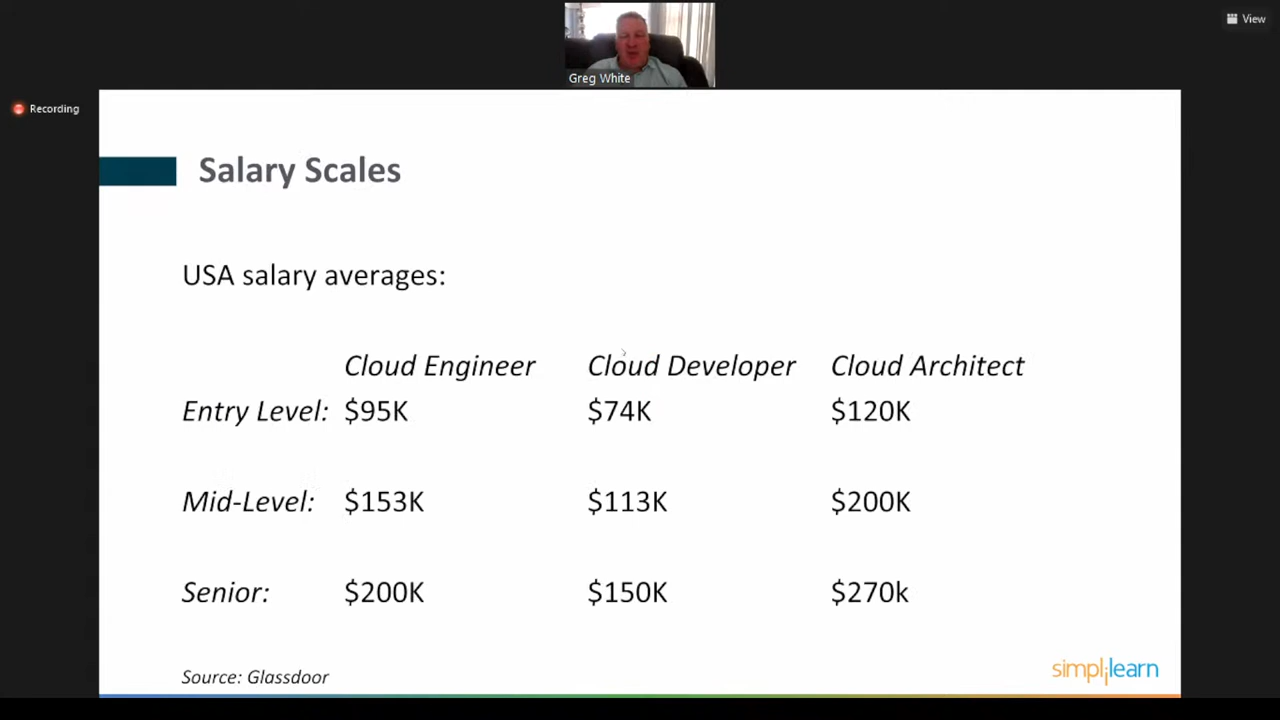 View
Greg White
Recording
Salary Scales
USA salary averages:
Cloud Engineer Cloud Developer Cloud Architect
Entry Level: $95K $74K $120K
Mid-Level: $153K $113K $200K
Senior: $200K $150K $270k
Source: Glassdoor
simplilearn